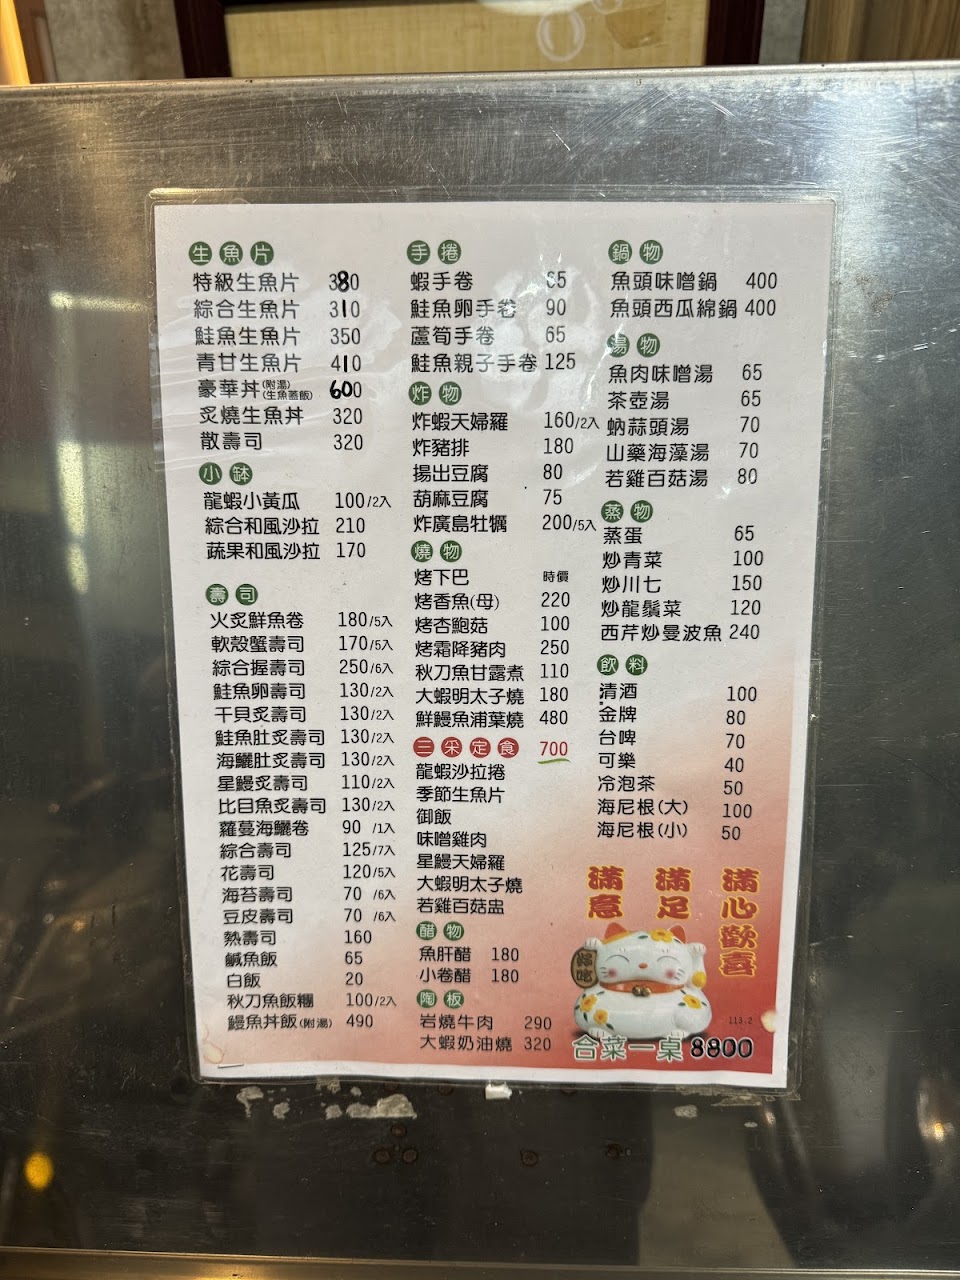 生魚片
特級生魚片 380
綜合生魚片 310
鮭魚生魚片 350
青甘生魚片 410
豪華丼(附湯)(生魚蓋飯) 600
炙燒生魚丼 320
散壽司 320
小缽
龍蝦小黃瓜 100/2入
綜合和風沙拉 210
蔬果和風沙拉 170
壽司
火炙鮮魚卷 180/5入
軟殼蟹壽司 170/5入
綜合握壽司 250/6入
鮭魚卵壽司 130/2入
干貝炙壽司 130/2入
鮭魚肚炙壽司 130/2入
海鱺肚炙壽司 130/2入
星鰻炙壽司 110/2入
比目魚炙壽司 130/2入
蘿蔓海鱺卷 90 /1入
綜合壽司 125/7入
花壽司 120/5入
海苔壽司 70 /6入
豆皮壽司 70 /6入
熱壽司 160
鹹魚飯 65
白飯 20
秋刀魚飯糰 100/2入
鰻魚丼飯(附湯) 490
手捲
蝦手卷 65
鮭魚卵手卷 90
蘆筍手卷 65
鮭魚親子手卷 125
炸物
炸蝦天婦羅 160/2入
炸豬排 180
揚出豆腐 80
胡麻豆腐 75
炸廣島牡犡 200/5入
燒物
烤下巴 時價
烤香魚(母) 220
烤杏鮑菇 100
烤霜降豬肉 250
秋刀魚甘露煮 110
大蝦明太子燒 180
鮮鰻魚浦葉燒 480
三采定食 700
龍蝦沙拉捲
季節生魚片
御飯
味噌雞肉
星鰻天婦羅
大蝦明太子燒
若雞百菇盅
醋物
魚肝醋 180
小卷醋 180
陶板
岩燒牛肉 290
大蝦奶油燒 320
鍋物
魚頭味噌鍋 400
魚頭西瓜綿鍋 400
湯物
魚肉味噌湯 65
茶壺湯 65
蚋蒜頭湯 70
山藥海藻湯 70
若雞百菇湯 80
蒸物
蒸蛋 65
炒青菜 100
炒川七 150
炒龍鬚菜 120
西芹炒曼波魚 240
飲料
清酒 100
金牌 80
台啤 70
可樂 40
冷泡茶 50
海尼根(大) 100
海尼根(小) 50
滿意
滿足
滿心歡喜
113.2
合菜一桌 8800